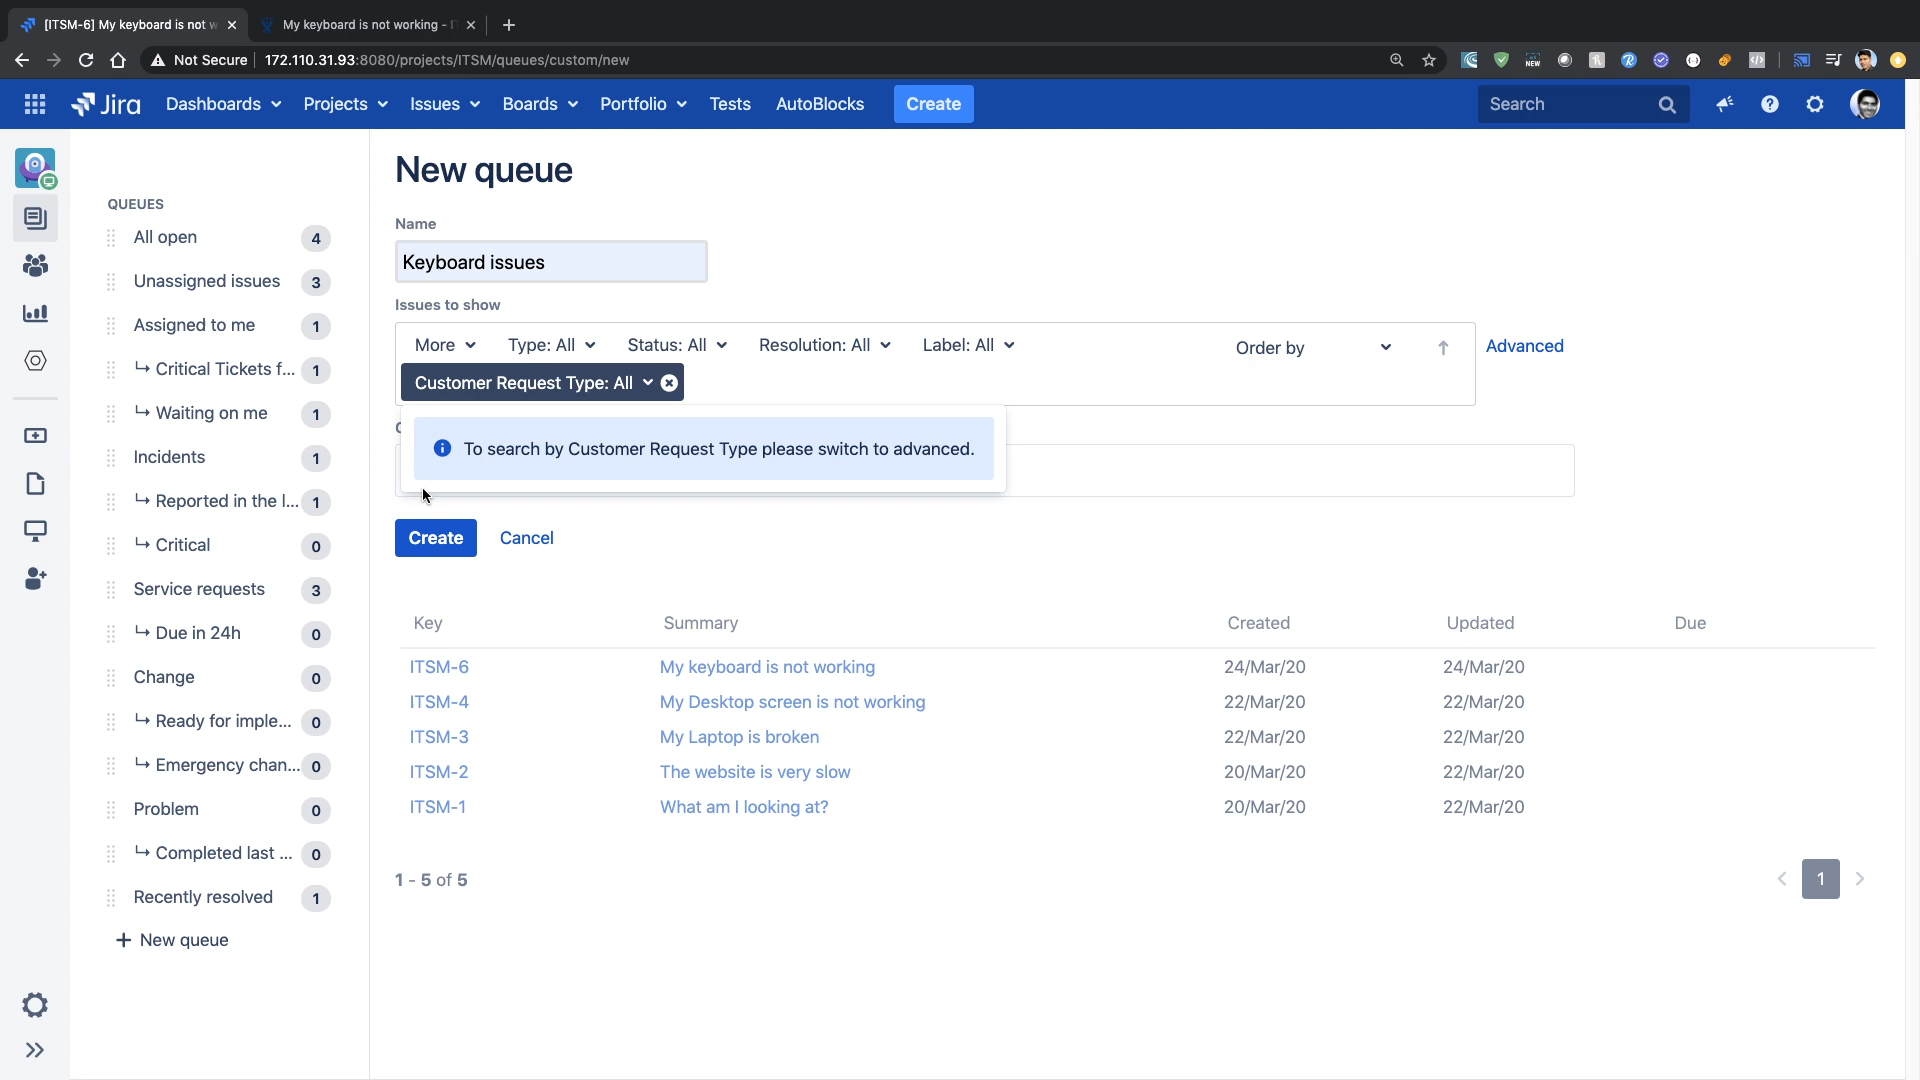 [ITSM-6] My keyboard is not w
My keyboard is not working -
Not Secure
172.110.31.93:8080/projects/ITSM/queues/custom/new
NEW
Jira
Dashboards
Projects
Issues
Boards
Portfolio
Tests
AutoBlocks
Create
Search
QUEUES
All open 4
Unassigned issues 3
Assigned to me 1
Critical Tickets f... 1
Waiting on me 1
Incidents 1
Reported in the l... 1
Critical 0
Service requests 3
Due in 24h 0
Change 0
Ready for imple... 0
Emergency chan... 0
Problem 0
Completed last ... 0
Recently resolved 1
+ New queue
New queue
Name
Keyboard issues
Issues to show
More Type: All Status: All Resolution: All Label: All Order by Advanced
Customer Request Type: All
To search by Customer Request Type please switch to advanced.
Create Cancel
Key Summary Created Updated Due
ITSM-6 My keyboard is not working 24/Mar/20 24/Mar/20
ITSM-4 My Desktop screen is not working 22/Mar/20 22/Mar/20
ITSM-3 My Laptop is broken 22/Mar/20 22/Mar/20
ITSM-2 The website is very slow 20/Mar/20 22/Mar/20
ITSM-1 What am I looking at? 20/Mar/20 22/Mar/20
1 - 5 of 5
1